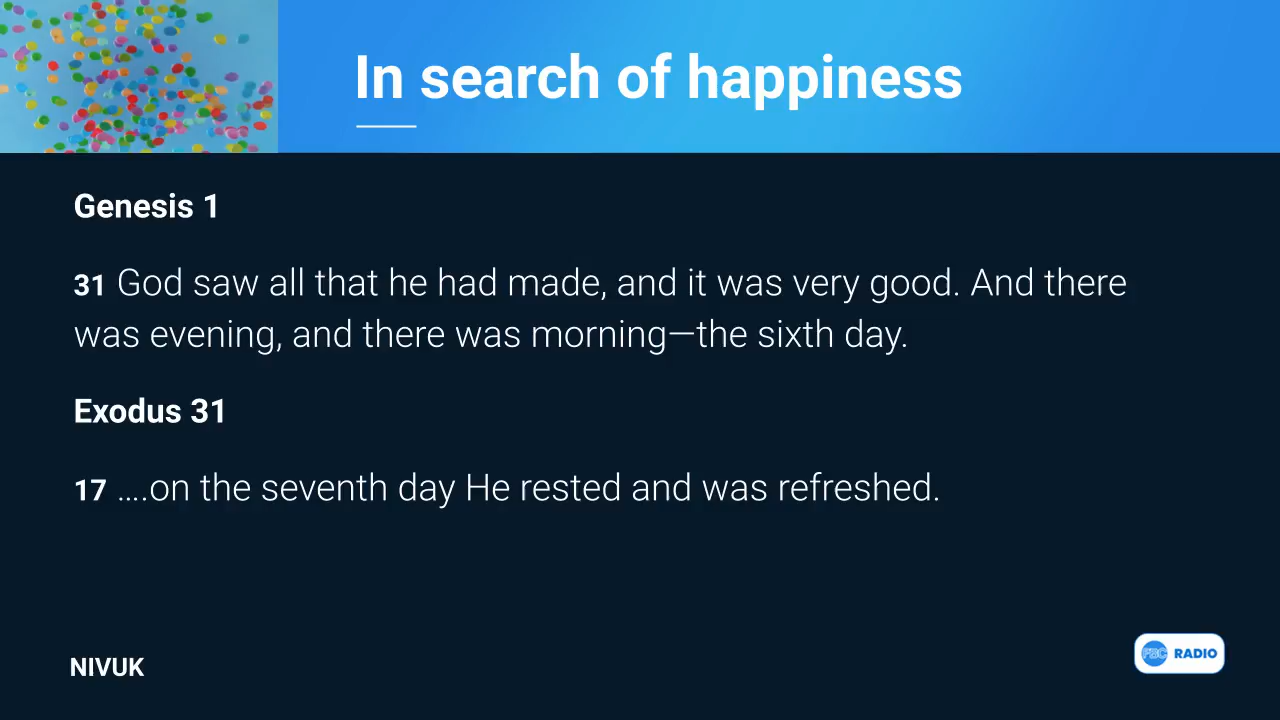 In search of happiness
Genesis 1
31 God saw all that he had made, and it was very good. And there
was evening, and there was morning—the sixth day.
Exodus 31
17 ....on the seventh day He rested and was refreshed.
NIVUK
FBC RADIO